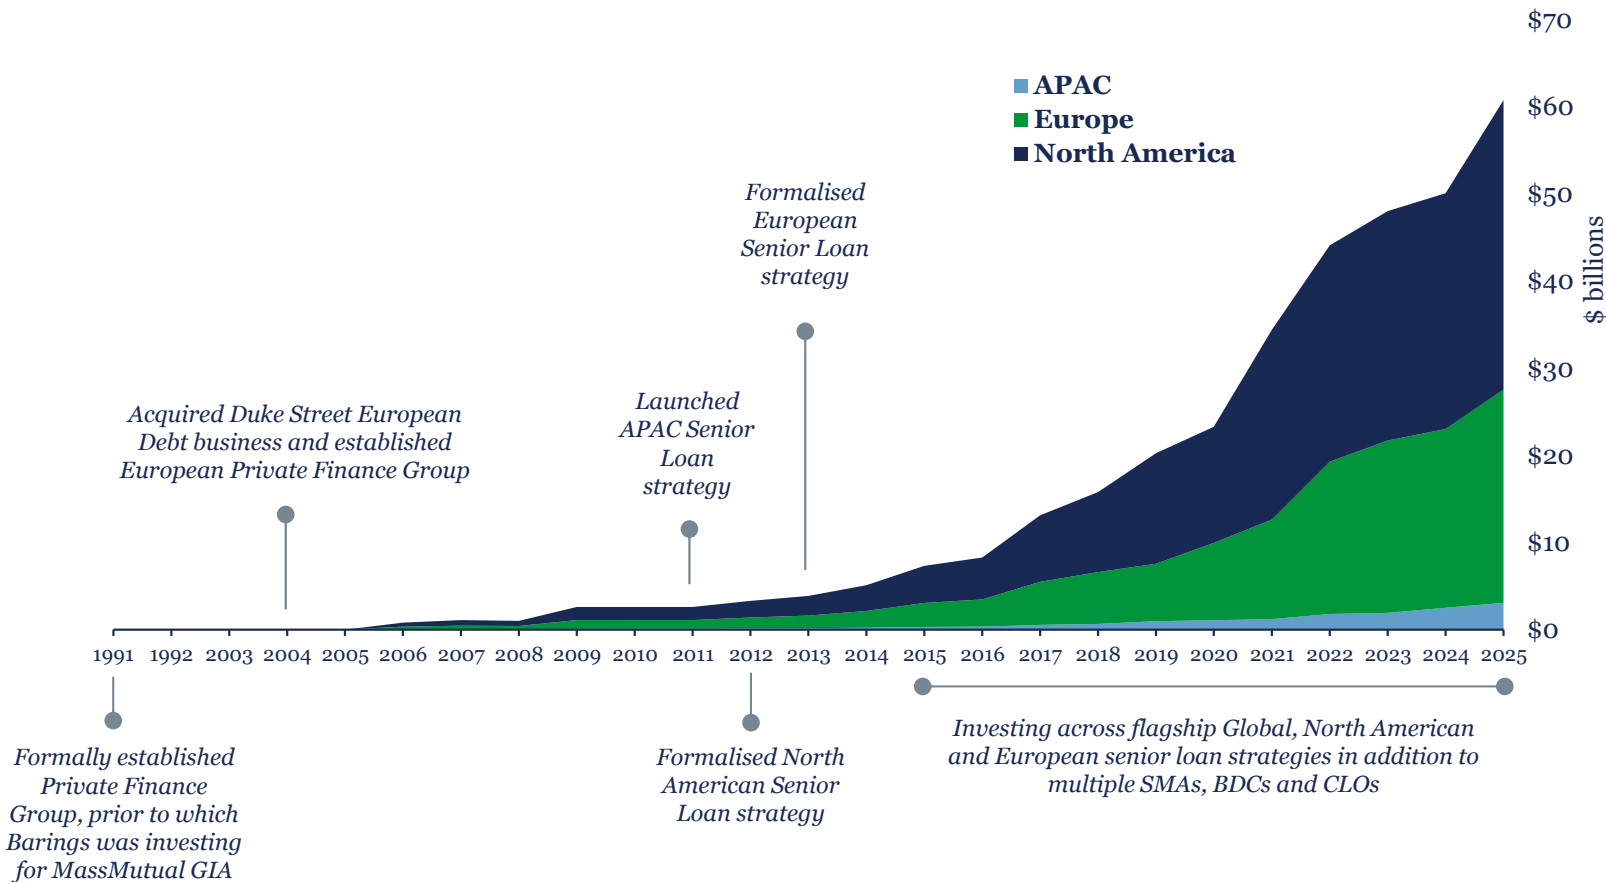 $70
APAC
Europe
North America
$60
$50
$40
$30
$20
$10
$0
$ billions
Formalised
European
Senior Loan
strategy
Launched
APAC Senior
Loan
strategy
Acquired Duke Street European
Debt business and established
European Private Finance Group
1991 1992 2003 2004 2005 2006 2007 2008 2009 2010 2011 2012 2013 2014 2015 2016 2017 2018 2019 2020 2021 2022 2023 2024 2025
Formally established
Private Finance
Group, prior to which
Barings was investing
for MassMutual GIA
Formalised North
American Senior
Loan strategy
Investing across flagship Global, North American
and European senior loan strategies in addition to
multiple SMAs, BDCs and CLOs